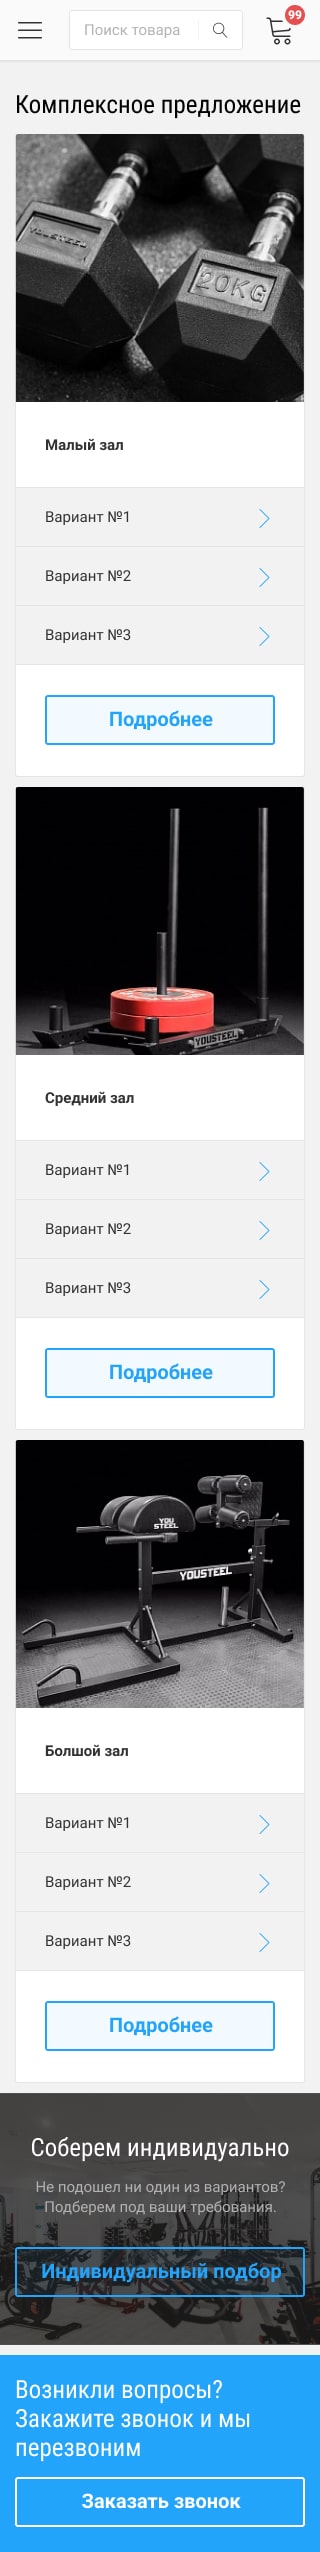 Поиск товара
99
Комплексное предложение
20KG
Малый зал
Вариант №1
Вариант №2
Вариант №3
Подробнее
YOUSTEEL
Средний зал
Вариант №1
Вариант №2
Вариант №3
Подробнее
YOU
STEEL
YOUSTEEL
Болшой зал
Вариант №1
Вариант №2
Вариант №3
Подробнее
Соберем индивидуально
Не подошел ни один из вариантов?
Подберем под ваши требования.
Индивидуальный подбор
Возникли вопросы?
Закажите звонок и мы
перезвоним
Заказать звонок